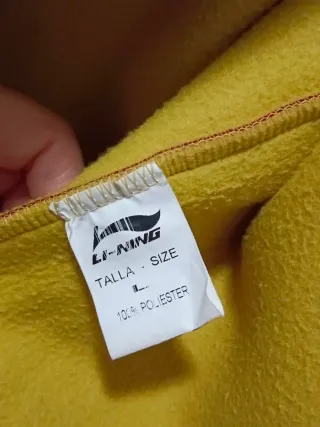 LI-NING
TALLA - SIZE
L
100% POLIESTER